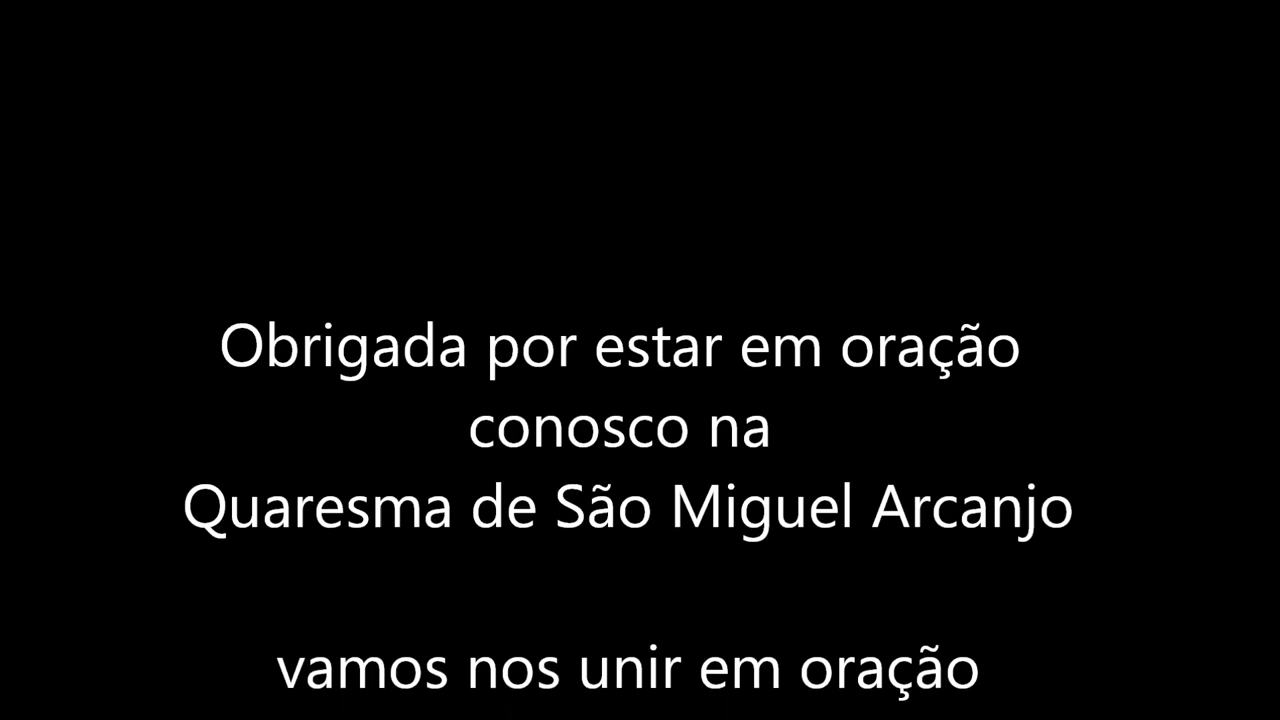 Obrigada por estar em oração
conosco na
Quaresma de São Miguel Arcanjo
vamos nos unir em oração